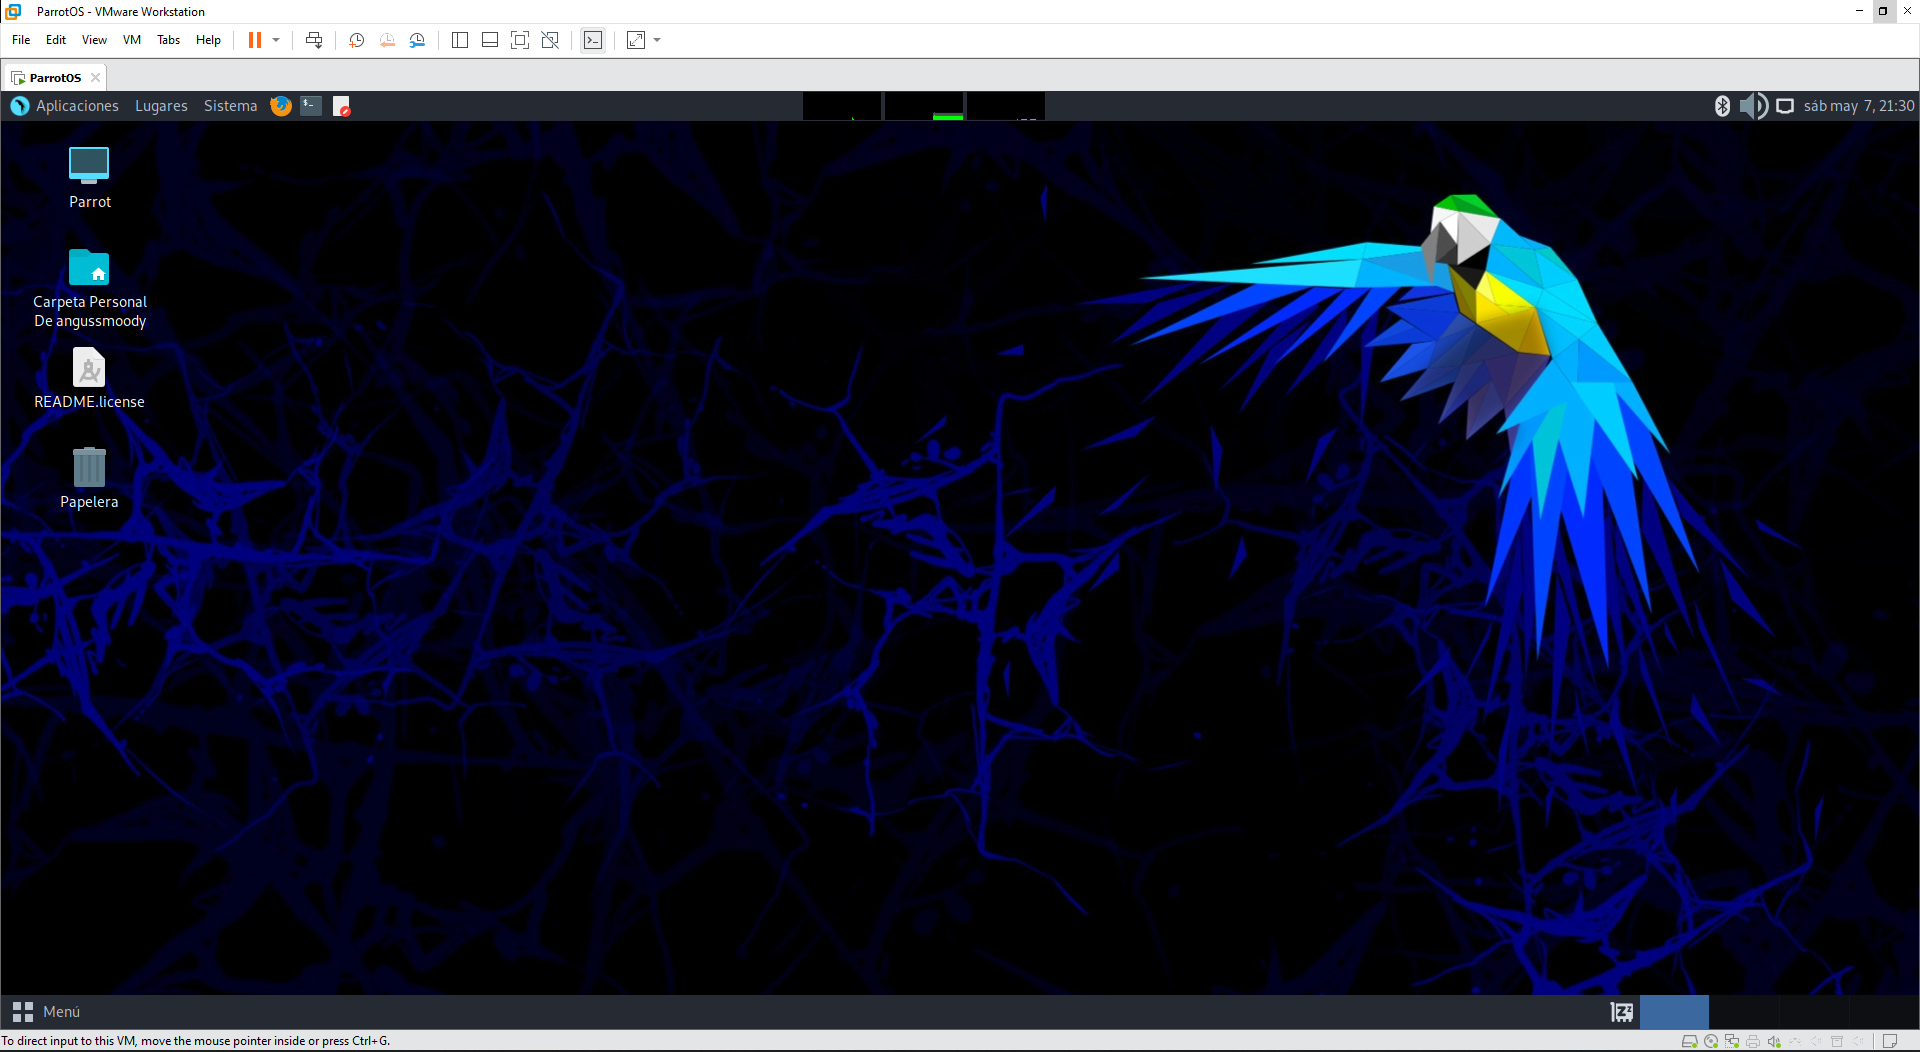 ParrotOS - VMware Workstation
File Edit View VM Tabs Help
ParrotOS
Aplicaciones Lugares Sistema
sáb may 7, 21:30
Parrot
Carpeta Personal
De angussmoody
README.license
Papelera
Menú
To direct input to this VM, move the mouse pointer inside or press Ctrl+G.